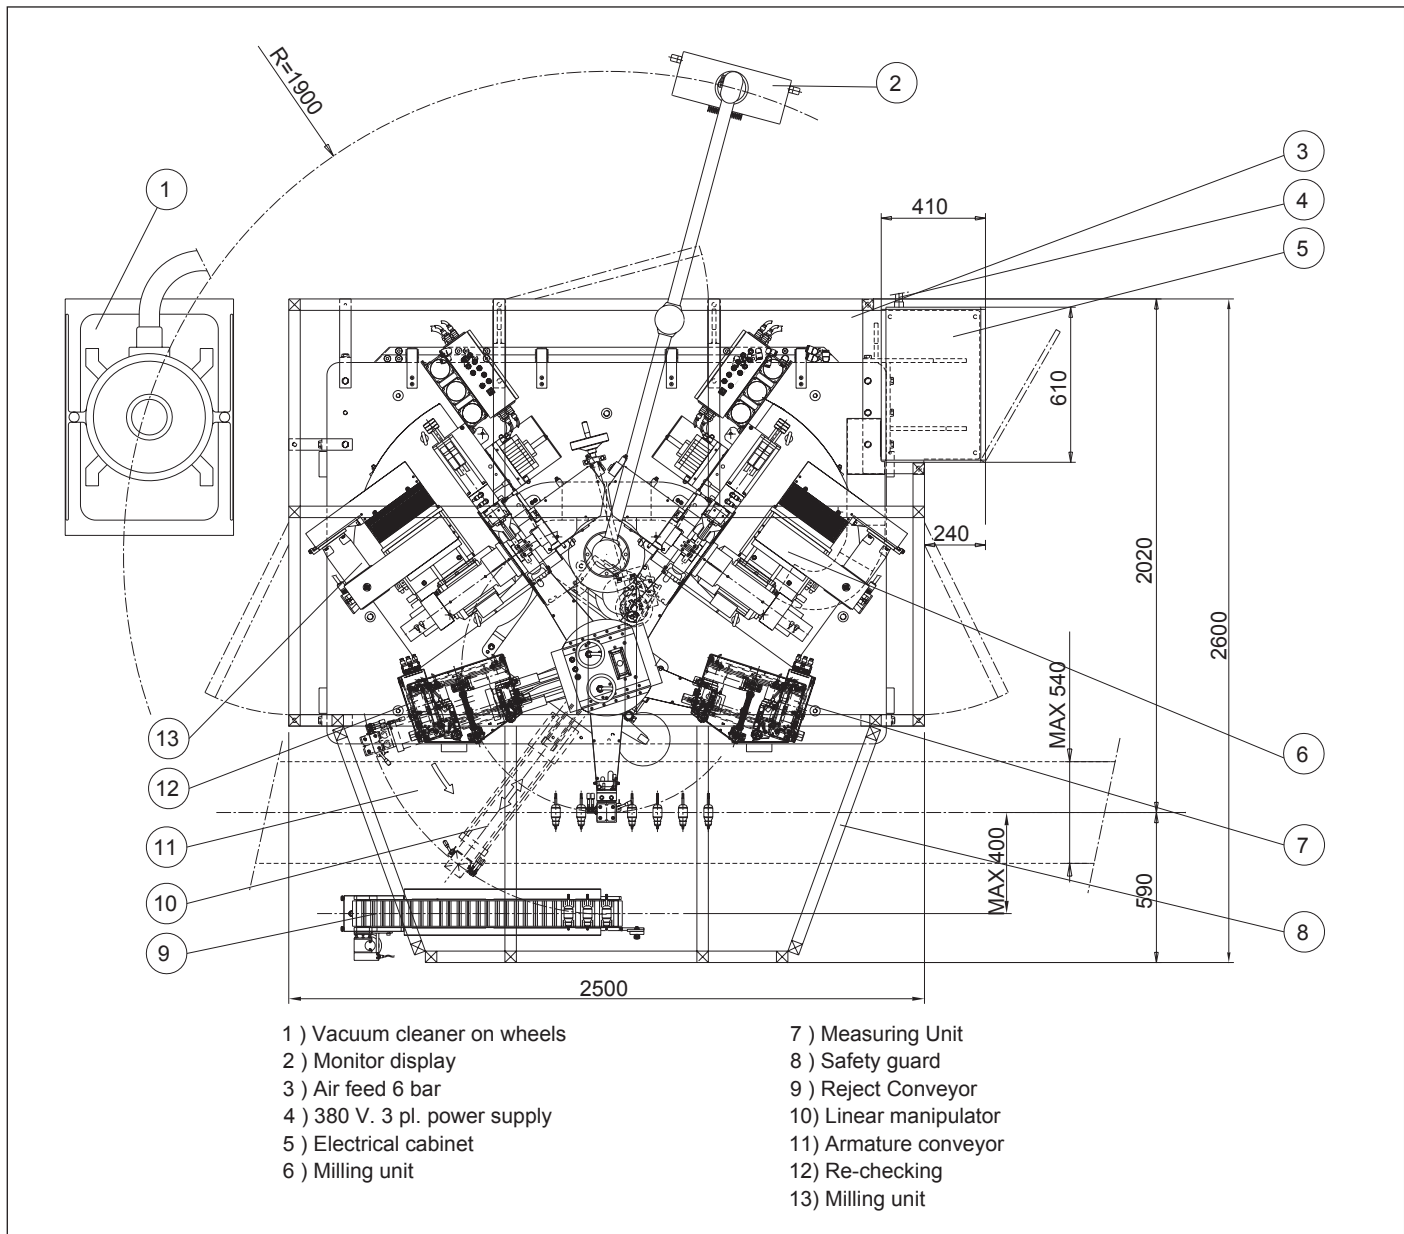 R=1900
2
3
1
4
410
5
610
240
2020
2600
MAX 540
13
6
12
11
7
MAX 400
10
590
9
8
2500
1 ) Vacuum cleaner on wheels
2 ) Monitor display
3 ) Air feed 6 bar
4 ) 380 V. 3 pl. power supply
5 ) Electrical cabinet
6 ) Milling unit
7 ) Measuring Unit
8 ) Safety guard
9 ) Reject Conveyor
10) Linear manipulator
11) Armature conveyor
12) Re-checking
13) Milling unit